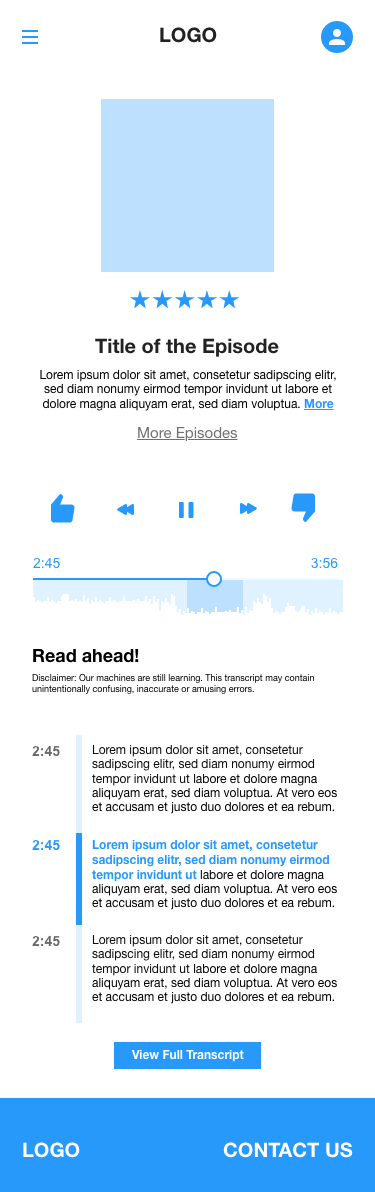 LOGO
Title of the Episode
Lorem ipsum dolor sit amet, consetetur sadipscing elitr,
sed diam nonumy eirmod tempor invidunt ut labore et
dolore magna aliquyam erat, sed diam voluptua. More
More Episodes
2:45 3:56
Read ahead!
Disclaimer: Our machines are still learning. This transcript may contain
unintentionally confusing, inaccurate or amusing errors.
2:45 Lorem ipsum dolor sit amet, consetetur
sadipscing elitr, sed diam nonumy eirmod
tempor invidunt ut labore et dolore magna
aliquyam erat, sed diam voluptua. At vero eos
et accusam et justo duo dolores et ea rebum.
2:45 Lorem ipsum dolor sit amet, consetetur
sadipscing elitr, sed diam nonumy eirmod
tempor invidunt ut labore et dolore magna
aliquyam erat, sed diam voluptua. At vero eos
et accusam et justo duo dolores et ea rebum.
2:45 Lorem ipsum dolor sit amet, consetetur
sadipscing elitr, sed diam nonumy eirmod
tempor invidunt ut labore et dolore magna
aliquyam erat, sed diam voluptua. At vero eos
et accusam et justo duo dolores et ea rebum.
View Full Transcript
LOGO CONTACT US